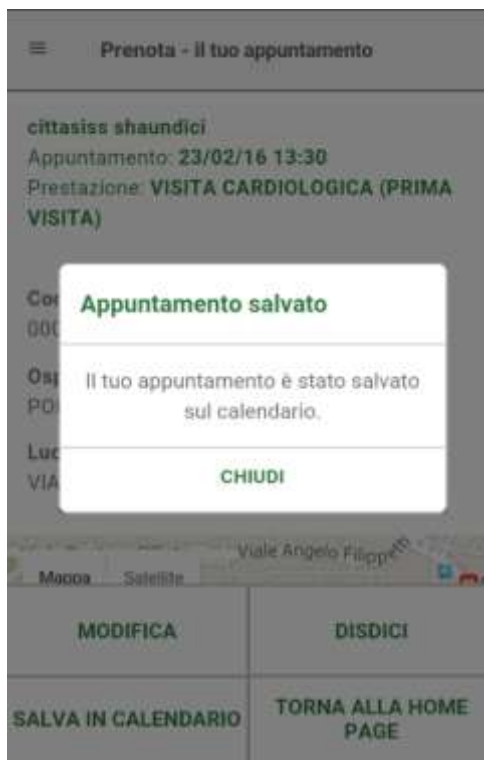 Prenota - il tuo appuntamento
cittasiss shaundici
Appuntamento: 23/02/16 13:30
Prestazione: VISITA CARDIOLOGICA (PRIMA
VISITA)
Appuntamento salvato
Il tuo appuntamento è stato salvato
sul calendario.
CHIUDI
VIA
Viale Angelo Filippetti
Mappa Satellite
MODIFICA DISDICI
SALVA IN CALENDARIO TORNA ALLA HOME
PAGE